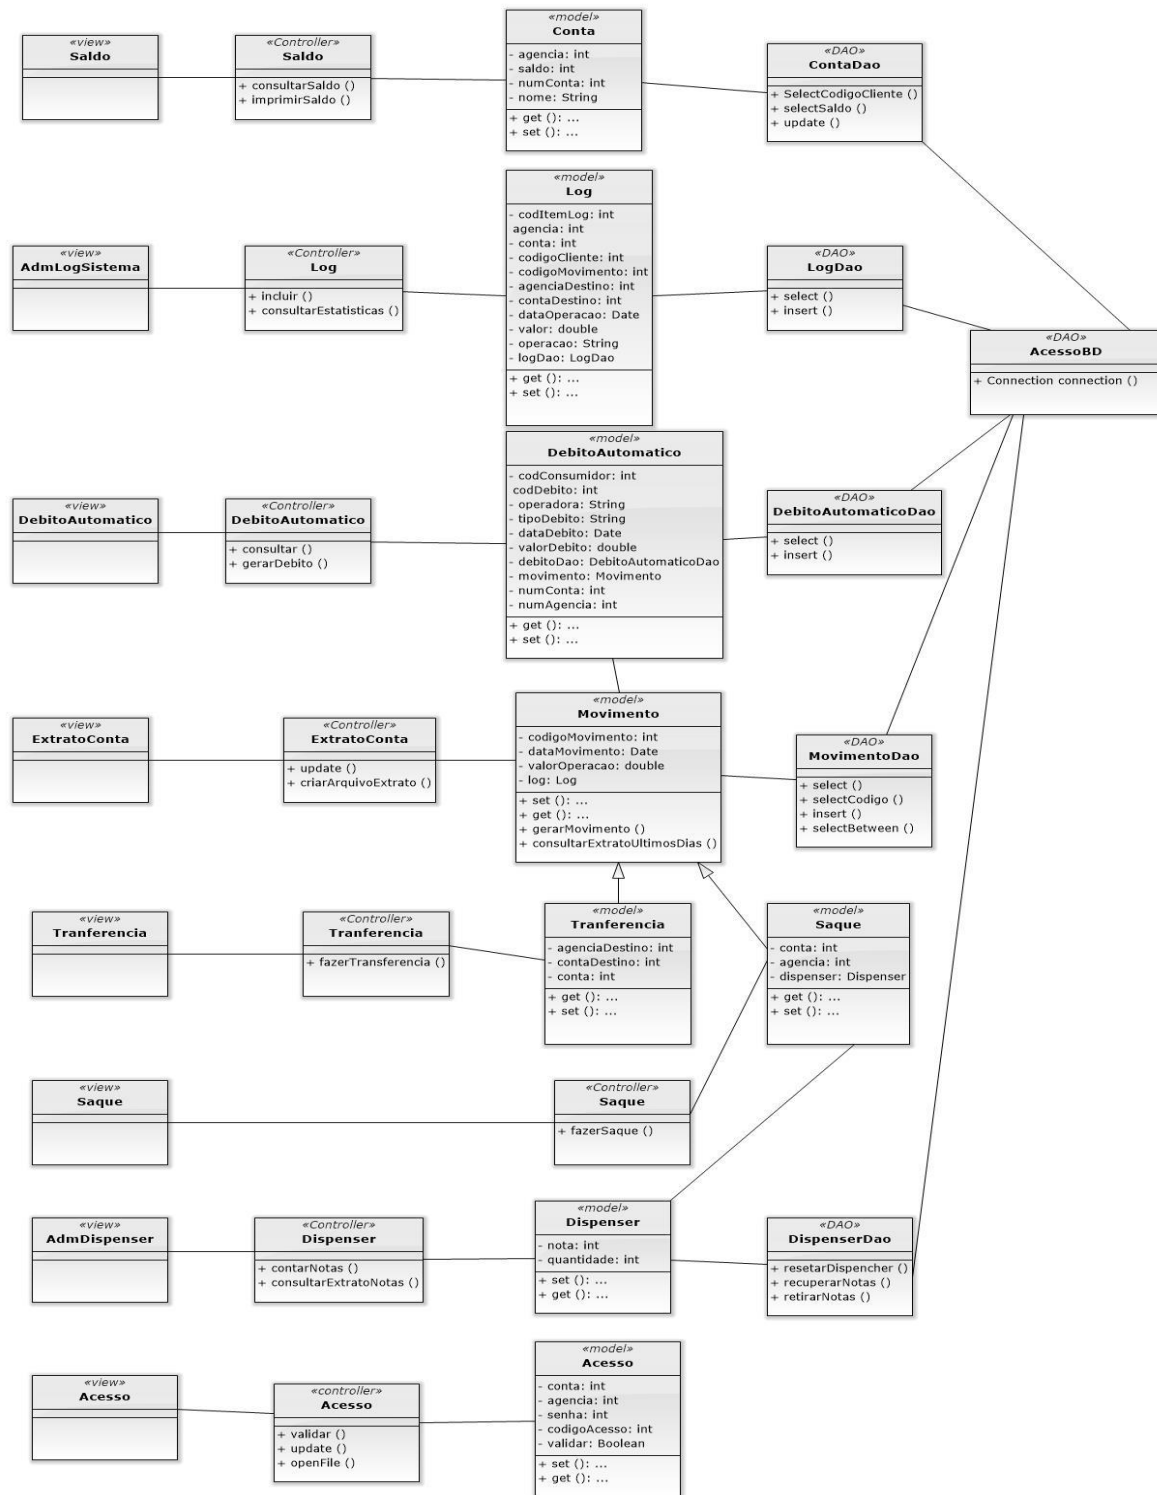 «view»
Saldo
«Controller»
Saldo
+ consultarSaldo ()
+ imprimirSaldo ()
«model»
Conta
- agencia: int
- saldo: int
- numConta: int
- nome: String
+ get (): ...
+ set (): ...
«DAO»
ContaDao
+ SelectCodigoCliente ()
+ selectSaldo ()
+ update ()
«view»
AdmLogSistema
«Controller»
Log
+ incluir ()
+ consultarEstatisticas ()
«model»
Log
- codItemLog: int
agencia: int
- conta: int
- codigoCliente: int
- codigoMovimento: int
- agenciaDestino: int
- contaDestino: int
- dataOperacao: Date
- valor: double
- operacao: String
- logDao: LogDao
+ get (): ...
+ set (): ...
«DAO»
LogDao
+ select ()
+ insert ()
«DAO»
AcessoBD
+ Connection connection ()
«view»
DebitoAutomatico
«Controller»
DebitoAutomatico
+ consultar ()
+ gerarDebito ()
«model»
DebitoAutomatico
- codConsumidor: int
codDebito: int
- operadora: String
- tipoDebito: String
- dataDebito: Date
- valorDebito: double
- debitoDao: DebitoAutomaticoDao
- movimento: Movimento
- numConta: int
- numAgencia: int
+ get (): ...
+ set (): ...
«DAO»
DebitoAutomaticoDao
+ select ()
+ insert ()
«view»
ExtratoConta
«Controller»
ExtratoConta
+ update ()
+ criarArquivoExtrato ()
«model»
Movimento
- codigoMovimento: int
- dataMovimento: Date
- valorOperacao: double
- log: Log
+ set (): ...
+ get (): ...
+ gerarMovimento ()
+ consultarExtratoUltimosDias ()
«DAO»
MovimentoDao
+ select ()
+ selectCodigo ()
+ insert ()
+ selectBetween ()
«view»
Tranferencia
«Controller»
Tranferencia
+ fazerTransferencia ()
«model»
Tranferencia
- agenciaDestino: int
- contaDestino: int
- conta: int
+ get (): ...
+ set (): ...
«model»
Saque
- conta: int
- agencia: int
- dispenser: Dispenser
+ get (): ...
+ set (): ...
«view»
Saque
«Controller»
Saque
+ fazerSaque ()
«view»
AdmDispenser
«Controller»
Dispenser
+ contarNotas ()
+ consultarExtratoNotas ()
«model»
Dispenser
- nota: int
- quantidade: int
+ set (): ...
+ get (): ...
«DAO»
DispenserDao
+ resetarDispencher ()
+ recuperarNotas ()
+ retirarNotas ()
«view»
Acesso
«controller»
Acesso
+ validar ()
+ update ()
+ openFile ()
«model»
Acesso
- conta: int
- agencia: int
- senha: int
- codigoAcesso: int
- validar: Boolean
+ set (): ...
+ get (): ...